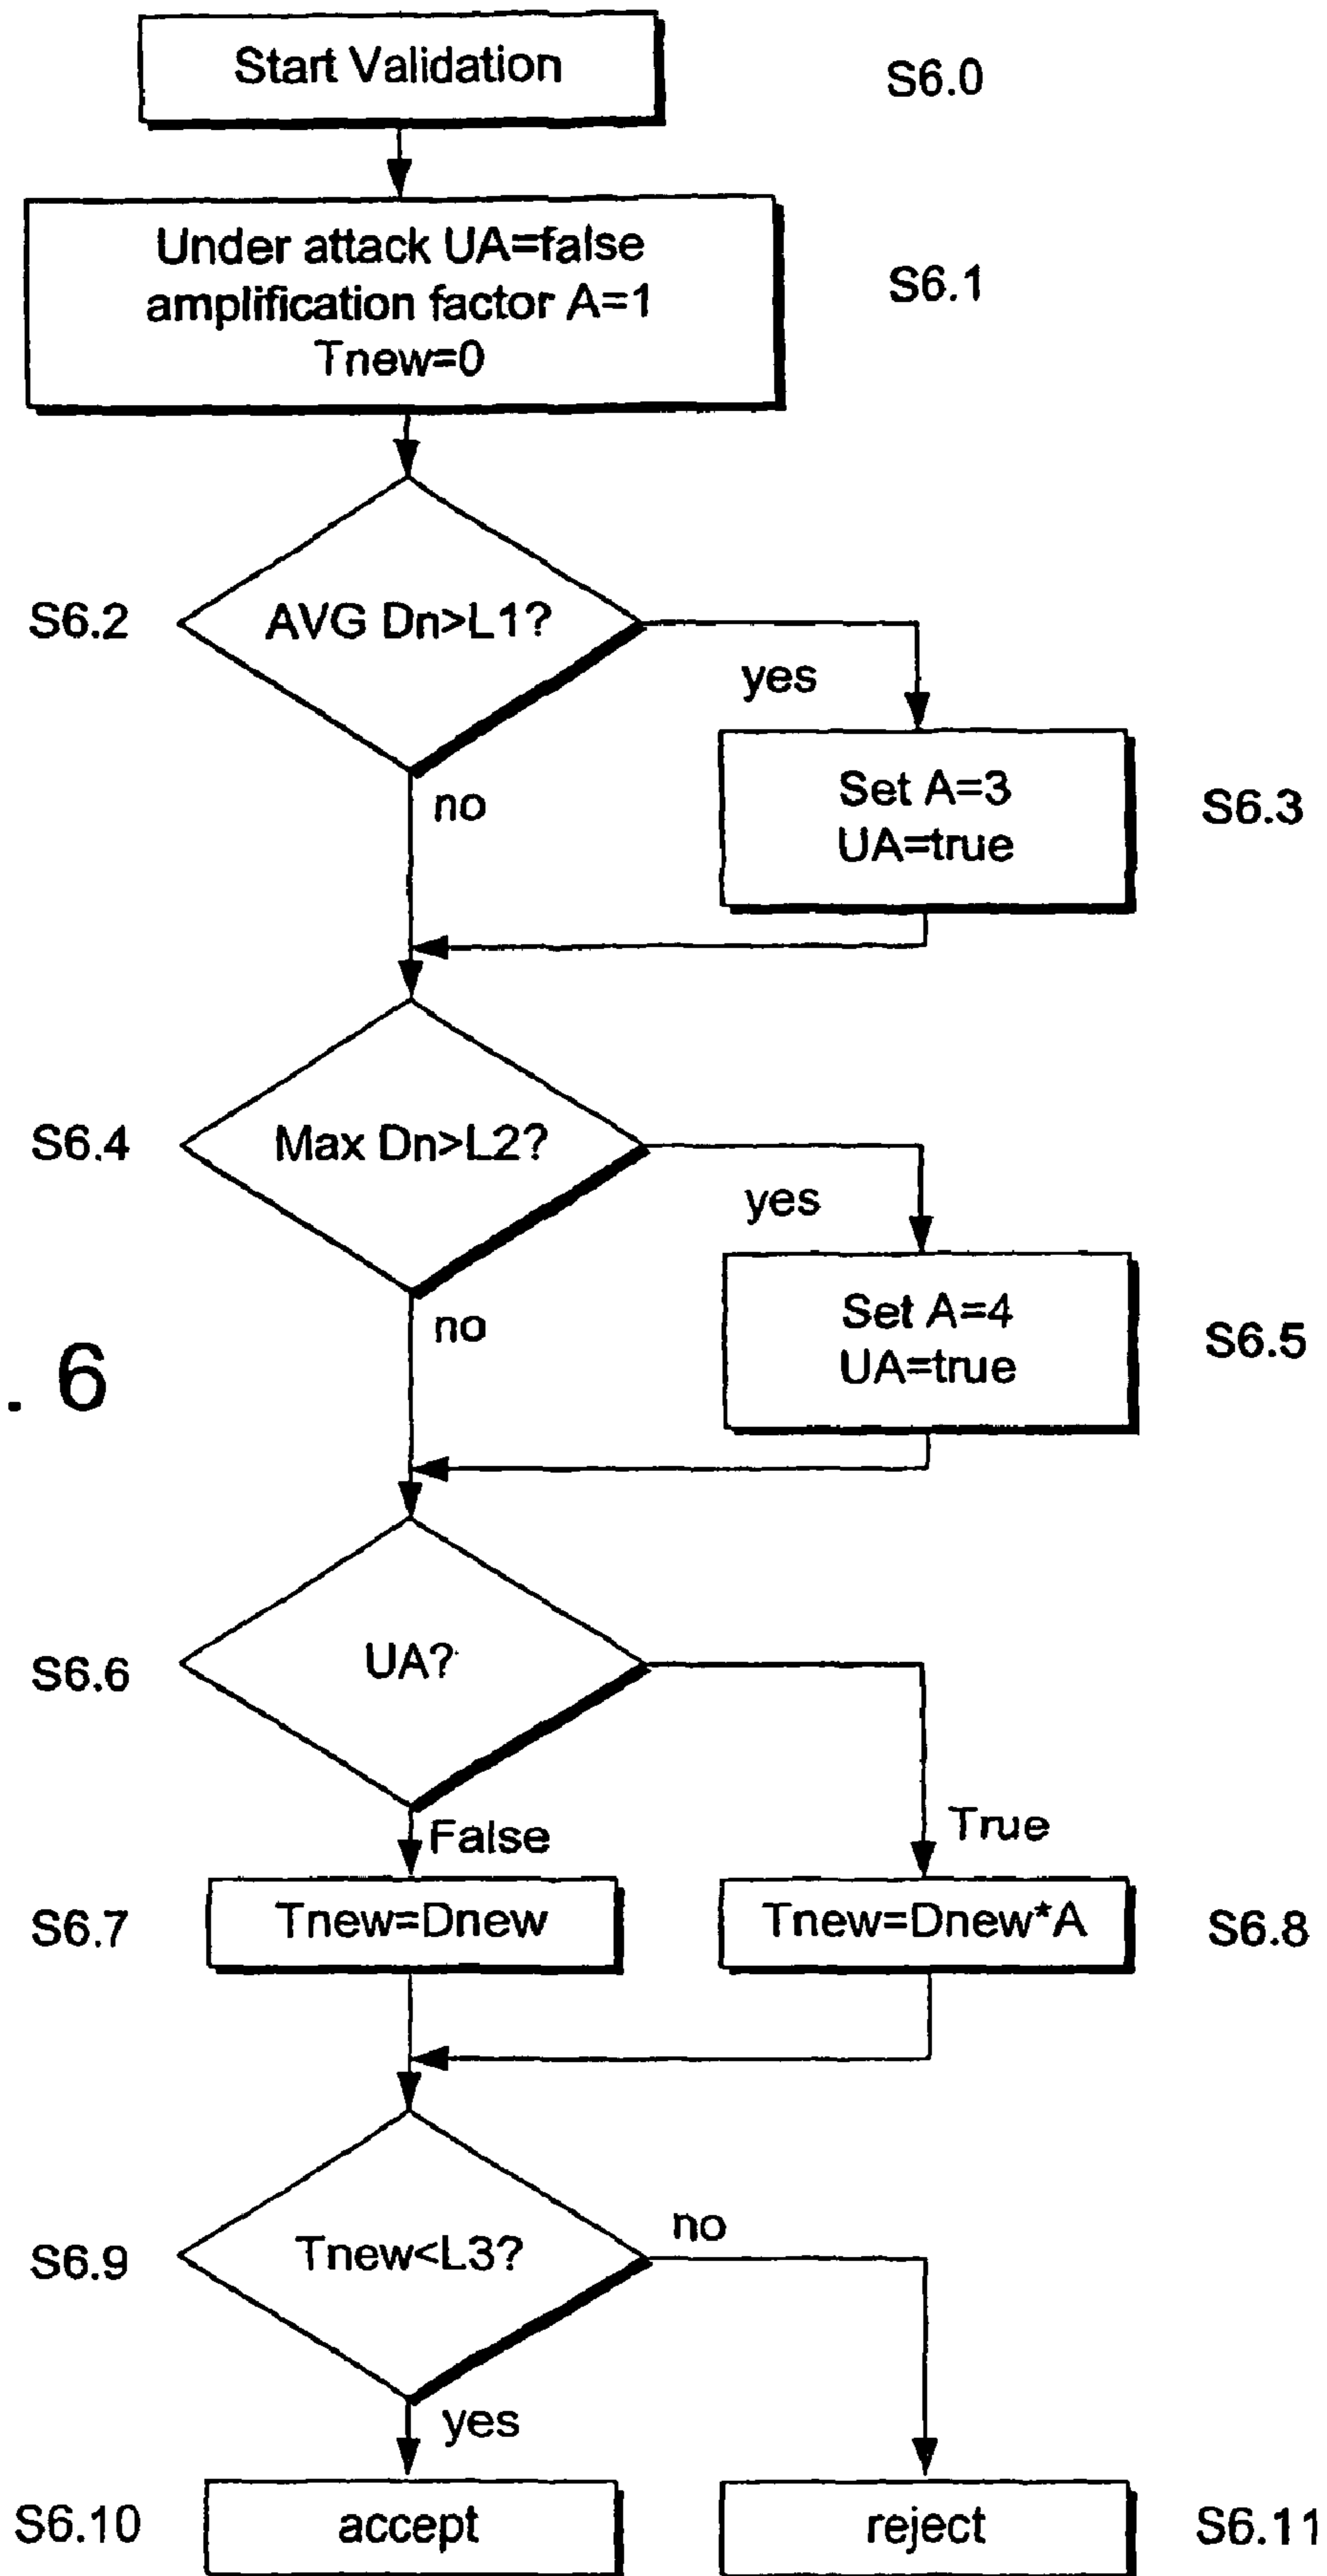 Start Validation
S6.0
Under attack UA=false
amplification factor A=1
Tnew=0
S6.1
S6.2
AVG Dn>L1?
yes
no
Set A=3
UA=true
S6.3
S6.4
Max Dn>L2?
yes
no
Set A=4
UA=true
S6.5
. 6
S6.6
UA?
False
True
S6.7
Tnew=Dnew
Tnew=Dnew*A
S6.8
S6.9
Tnew<L3?
no
yes
S6.10
accept
reject
S6.11